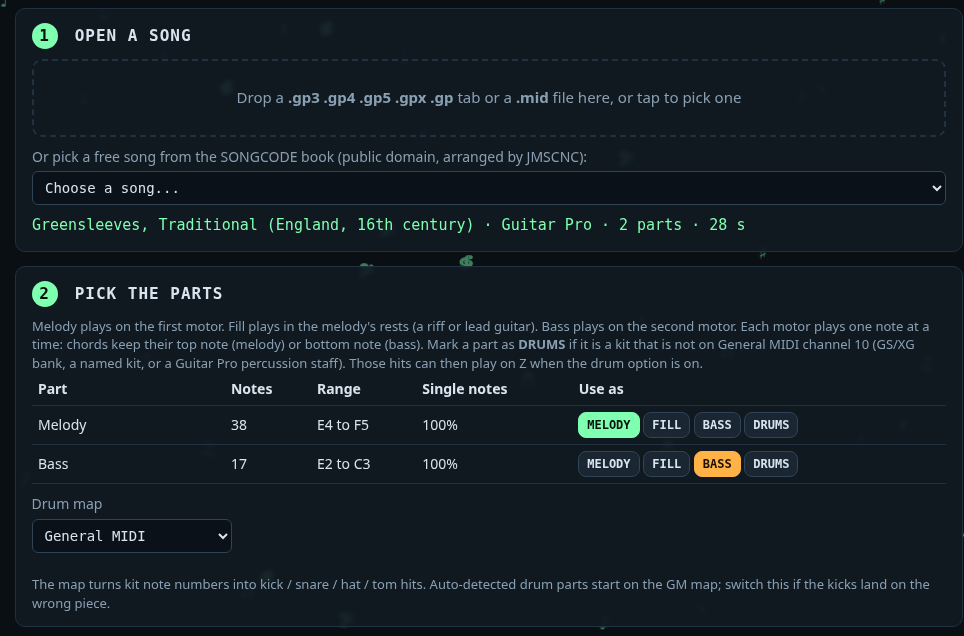 1 OPEN A SONG
Drop a .gp3 .gp4 .gp5 .gpx .gp tab or a .mid file here, or tap to pick one
Or pick a free song from the SONGCODE book (public domain, arranged by JMSCNC):
Choose a song...
Greensleeves, Traditional (England, 16th century) · Guitar Pro · 2 parts · 28 s
2 PICK THE PARTS
Melody plays on the first motor. Fill plays in the melody's rests (a riff or lead guitar). Bass plays on the second motor. Each motor plays one note at a
time: chords keep their top note (melody) or bottom note (bass). Mark a part as DRUMS if it is a kit that is not on General MIDI channel 10 (GS/XG
bank, a named kit, or a Guitar Pro percussion staff). Those hits can then play on Z when the drum option is on.
Part Notes Range Single notes Use as
Melody 38 E4 to F5 100% MELODY FILL BASS DRUMS
Bass 17 E2 to C3 100% MELODY FILL BASS DRUMS
Drum map
General MIDI
The map turns kit note numbers into kick / snare / hat / tom hits. Auto-detected drum parts start on the GM map; switch this if the kicks land on the
wrong piece.